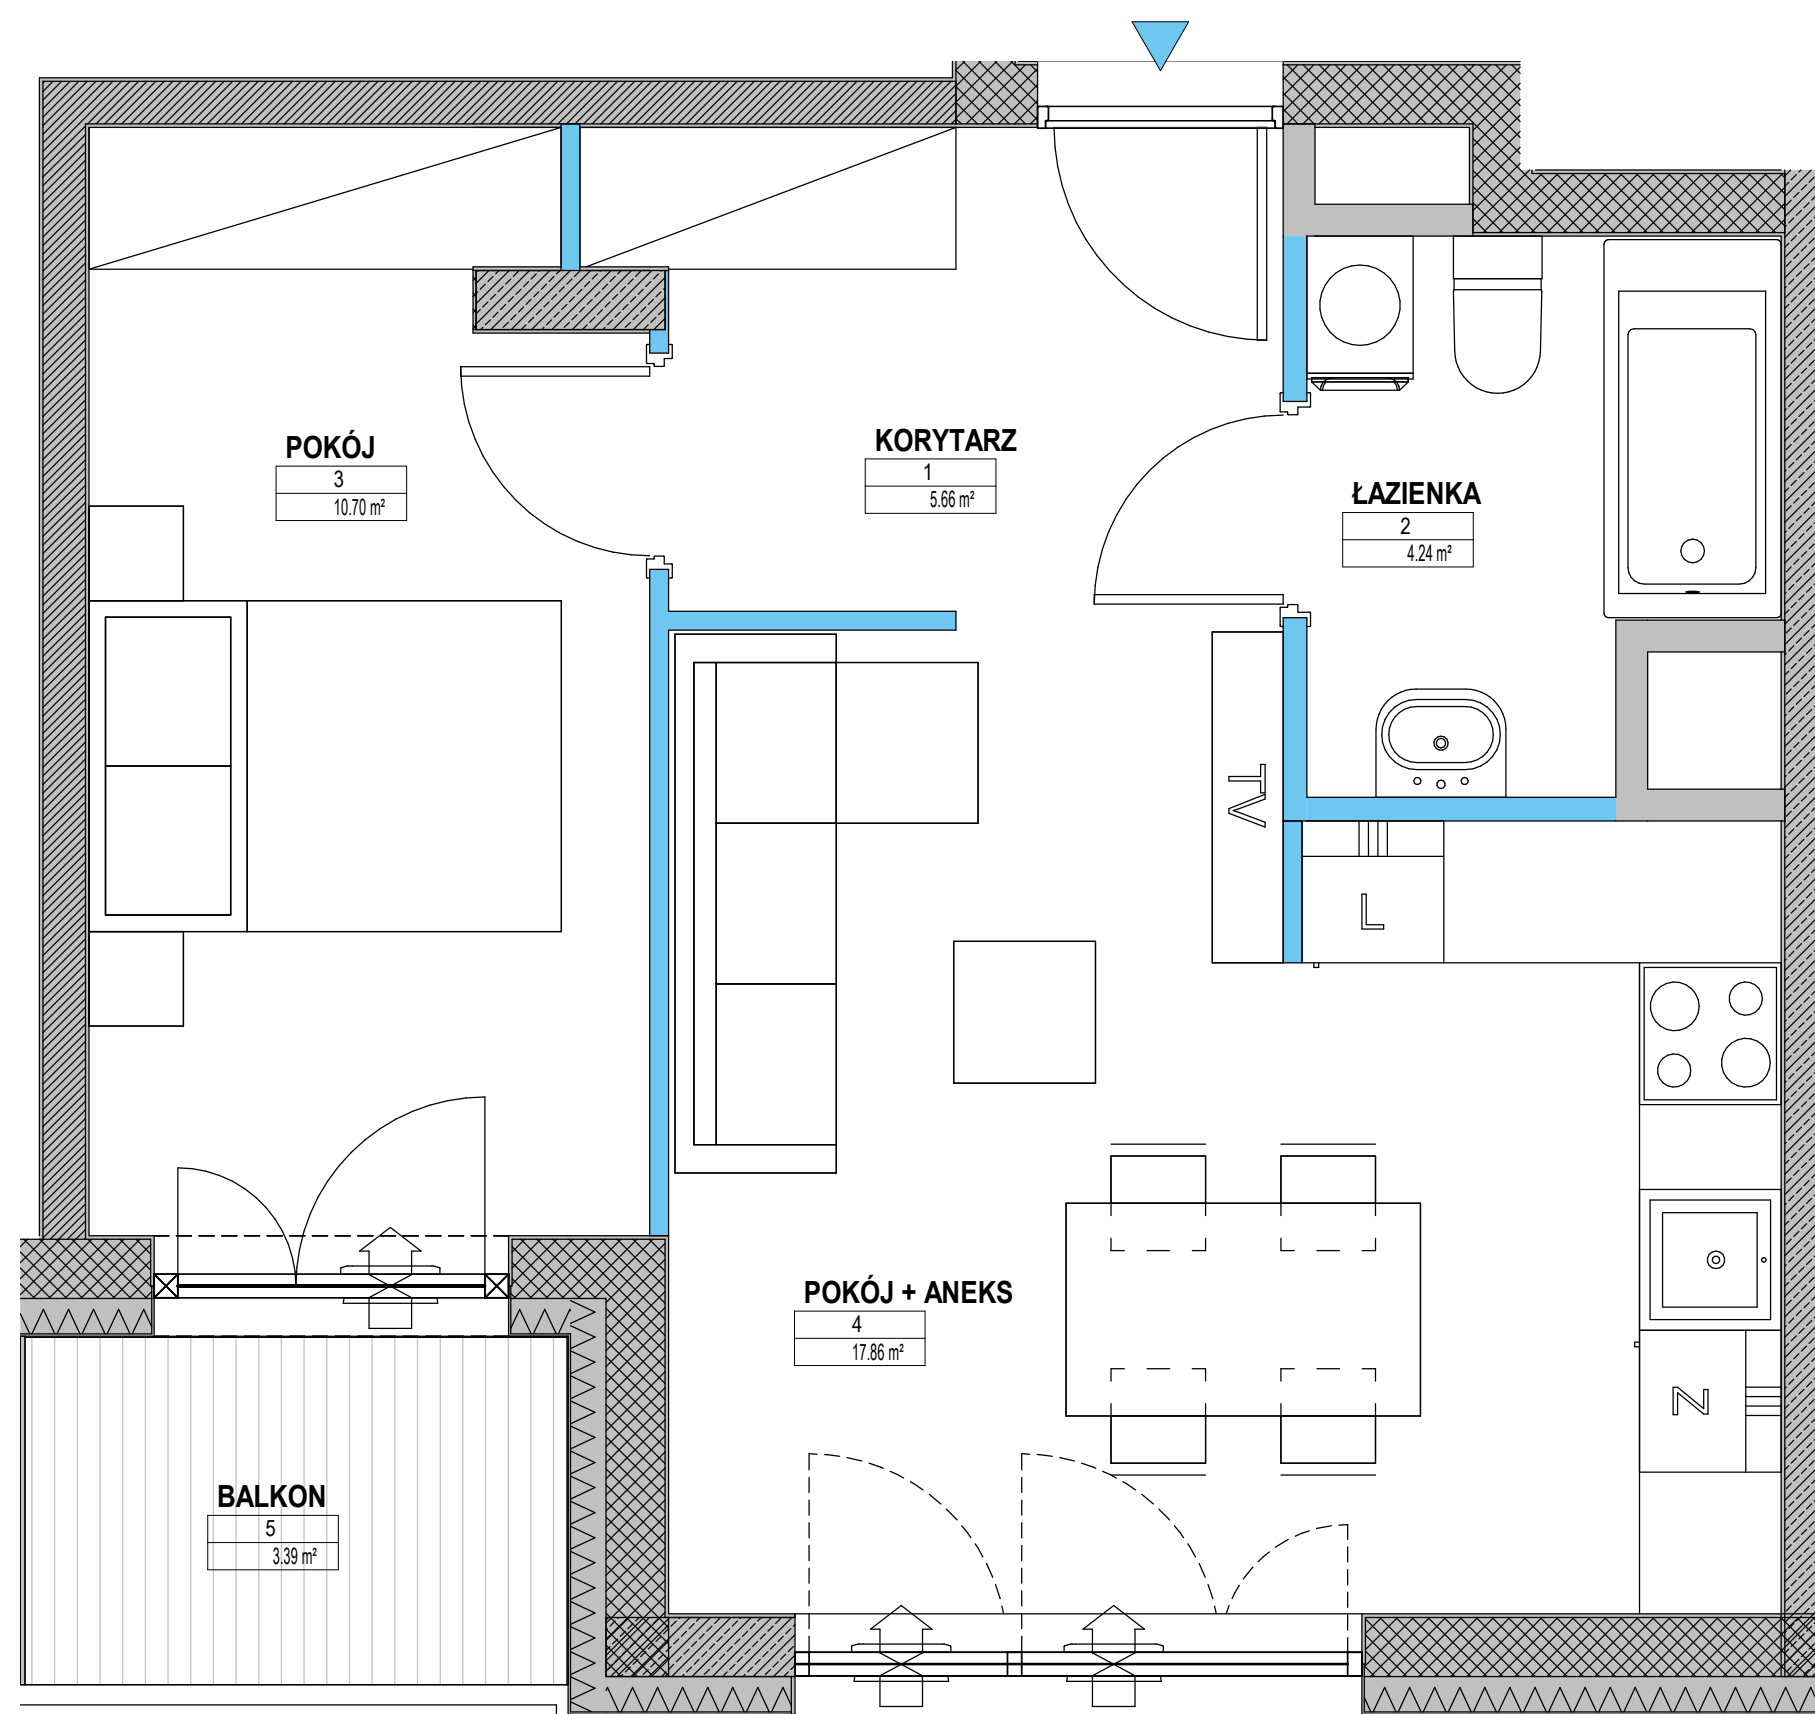 POKÓJ
3
10.70 m²
KORYTARZ
1
5.66 m²
ŁAZIENKA
2
4.24 m²
TV
L
POKÓJ + ANEKS
4
17.86 m²
Z
BALKON
5
3.39 m²